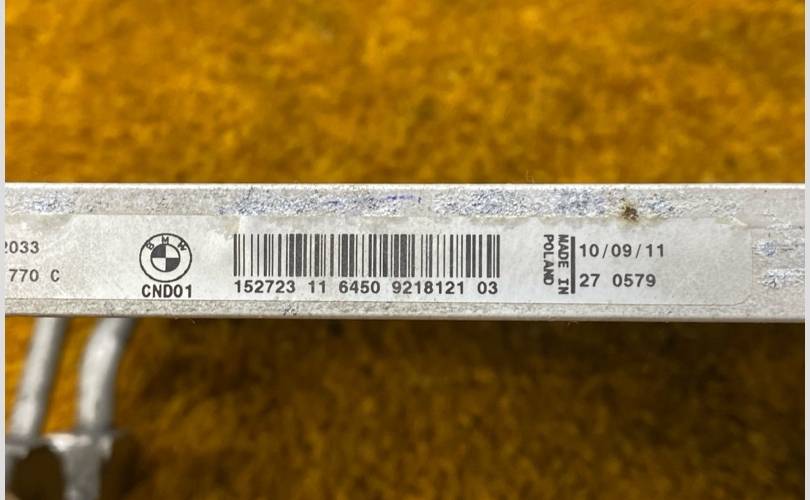 2033
770 C
BMW
CND01
152723 11 6450 9218121 03
MADE IN
POLAND
10/09/11
27 0579